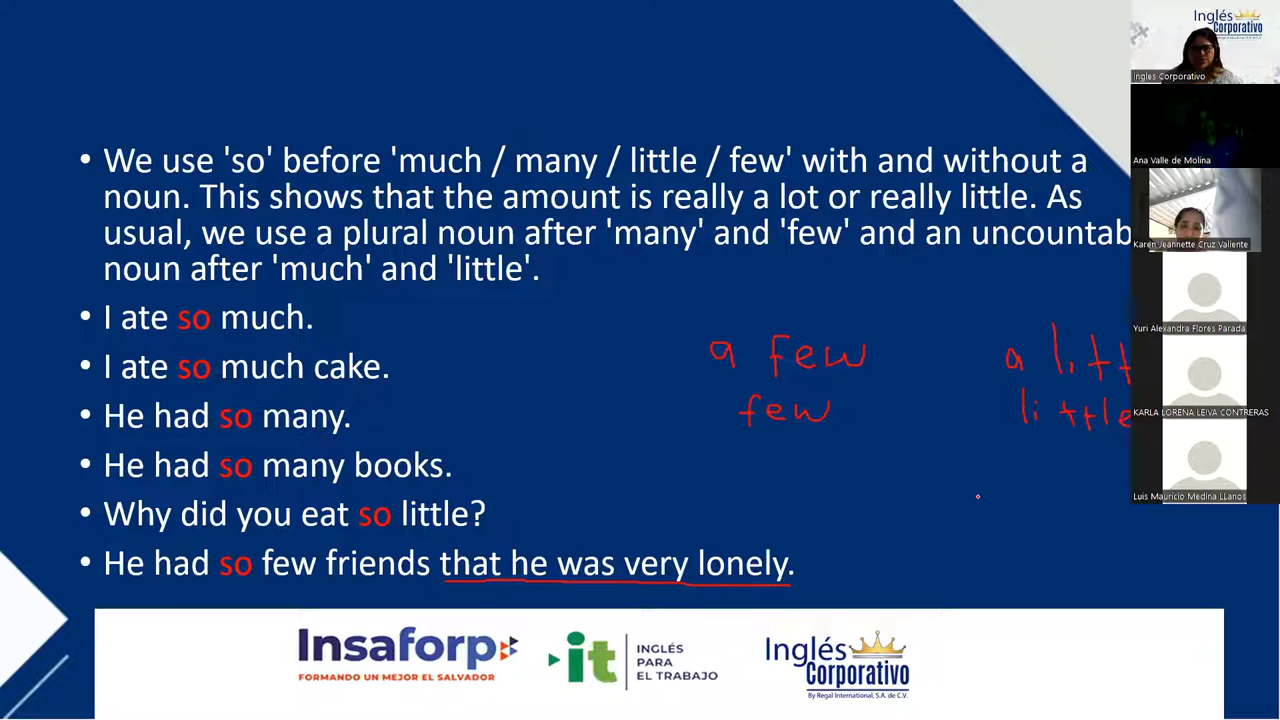 • We use 'so' before 'much / many / little / few' with and without a
noun. This shows that the amount is really a lot or really little. As
usual, we use a plural noun after 'many' and 'few' and an uncountab
noun after 'much' and 'little'.
• I ate so much.
• I ate so much cake.
• He had so many.
• He had so many books.
• Why did you eat so little?
• He had so few friends that he was very lonely.
a few
few
a litt
little
Insaforp
FORMANDO UN MEJOR EL SALVADOR
it
INGLÉS
PARA
EL TRABAJO
Inglés
Corporativo
By Regal International, S.A. de C.V.
Inglés
Corporativo
Ingles Corporativo
Ana Valle de Molina
Karen Jeannette Cruz Valiente
Yuri Alexandra Flores Parada
KARLA LORENA LEIVA CONTRERAS
Luis Mauricio Medina LLanos